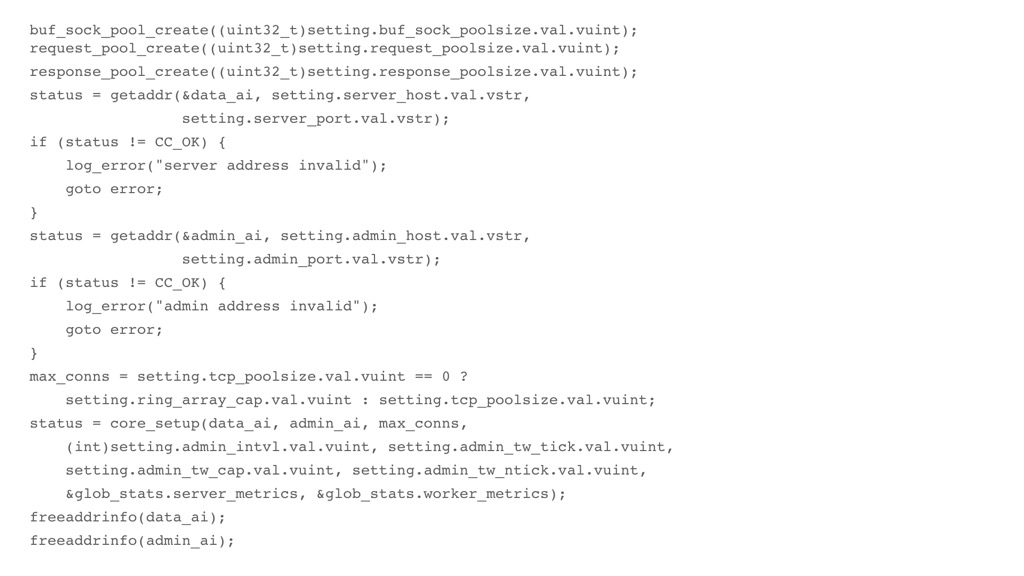 buf_sock_pool_create((uint32_t)setting.buf_sock_poolsize.val.vuint);
request_pool_create((uint32_t)setting.request_poolsize.val.vuint);
response_pool_create((uint32_t)setting.response_poolsize.val.vuint);
status = getaddr(&data_ai, setting.server_host.val.vstr,
                 setting.server_port.val.vstr);
if (status != CC_OK) {
    log_error("server address invalid");
    goto error;
}
status = getaddr(&admin_ai, setting.admin_host.val.vstr,
                 setting.admin_port.val.vstr);
if (status != CC_OK) {
    log_error("admin address invalid");
    goto error;
}
max_conns = setting.tcp_poolsize.val.vuint == 0 ?
    setting.ring_array_cap.val.vuint : setting.tcp_poolsize.val.vuint;
status = core_setup(data_ai, admin_ai, max_conns,
    (int)setting.admin_intvl.val.vuint, setting.admin_tw_tick.val.vuint,
    setting.admin_tw_cap.val.vuint, setting.admin_tw_ntick.val.vuint,
    &glob_stats.server_metrics, &glob_stats.worker_metrics);
freeaddrinfo(data_ai);
freeaddrinfo(admin_ai);